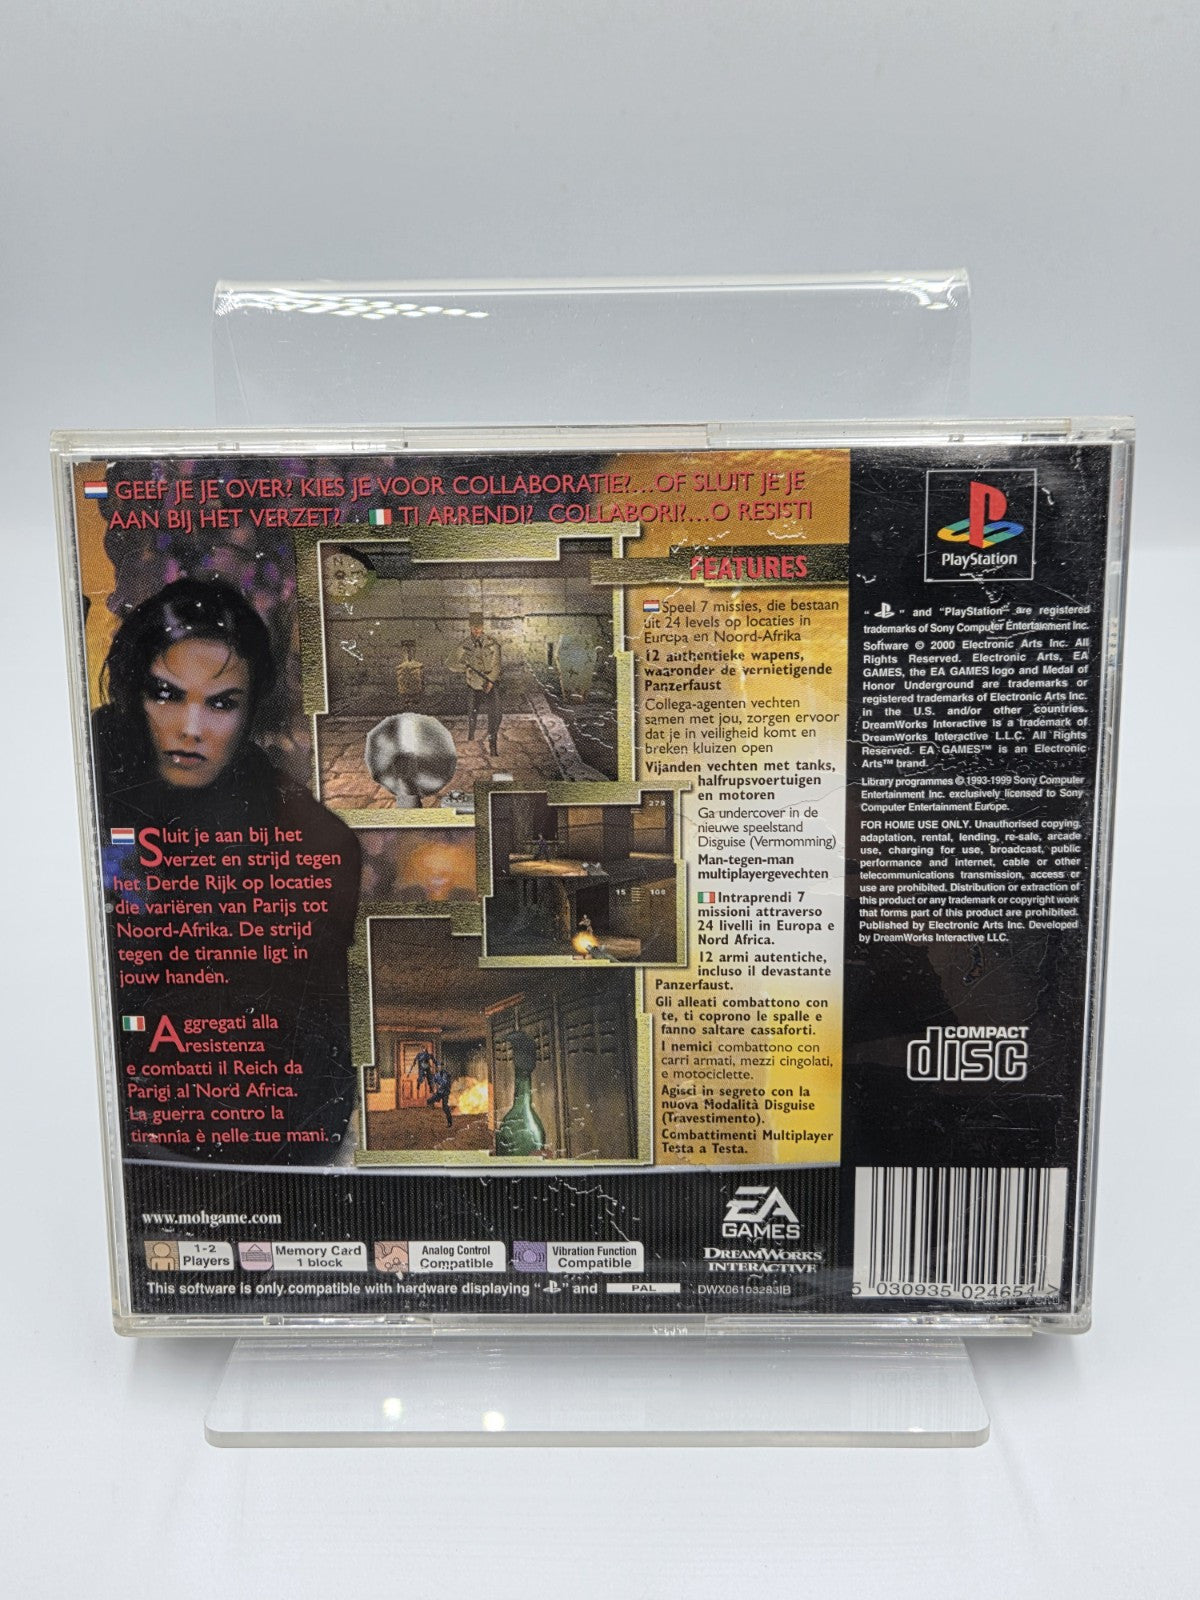 GEEF JE JE OVER? KIES JE VOOR COLLABORATIE?...OF SLUIT JE JE
AAN BIJ HET VERZET? TI ARRENDI? COLLABORI?...O RESISTI
FEATURES
Speel 7 missies, die bestaan
uit 24 levels op locaties in
Europa en Noord-Afrika
12 authentieke wapens,
waaronder de vernietigende
Panzerfaust
Collega-agenten vechten
samen met jou, zorgen ervoor
dat je in veiligheid komt en
breken kluizen open
Vijanden vechten met tanks,
halfrupsvoertuigen
en motoren
Ga undercover in de
nieuwe speelstand
Disguise (Vermomming)
Man-tegen-man
multiplayergevechten
Intraprendi 7
missioni attraverso
24 livelli in Europa e
Nord Africa.
12 armi autentiche,
incluso il devastante
Panzerfaust.
Gli alleati combattono con
te, ti coprono le spalle e
fanno saltare cassaforti.
I nemici combattono con
carri armati, mezzi cingolati,
e motociclette.
Agisci in segreto con la
nuova Modalità Disguise
(Travestimento).
Combattimenti Multiplayer
Testa a Testa.
Sluit je aan bij het
verzet en strijd tegen
het Derde Rijk op locaties
die variëren van Parijs tot
Noord-Afrika. De strijd
tegen de tirannie ligt in
jouw handen.
Aggregati alla
resistenza
e combatti il Reich da
Parigi al Nord Africa.
La guerra contro la
tirannia è nelle tue mani.
PlayStation
" " and "PlayStation" are registered
trademarks of Sony Computer Entertainment Inc.
Software © 2000 Electronic Arts Inc. All
Rights Reserved. Electronic Arts, EA
GAMES, the EA GAMES logo and Medal of
Honor Underground are trademarks or
registered trademarks of Electronic Arts Inc.
in the U.S. and/or other countries.
DreamWorks Interactive is a trademark of
DreamWorks Interactive L.L.C. All Rights
Reserved. EA GAMES™ is an Electronic
Arts™ brand.
Library programmes © 1993-1999 Sony Computer
Entertainment Inc. exclusively licensed to Sony
Computer Entertainment Europe.
FOR HOME USE ONLY. Unauthorised copying,
adaptation, rental, lending, re-sale, arcade
use, charging for use, broadcast, public
performance and internet, cable or other
telecommunications transmission, access or
use are prohibited. Distribution or extraction of
this product or any trademark or copyright work
that forms part of this product are prohibited.
Published by Electronic Arts Inc. Developed
by DreamWorks Interactive LLC.
COMPACT
disc
www.mohgame.com
EA
GAMES
DREAMWORKS
INTERACTIVE
1-2
Players
Memory Card
1 block
Analog Control
Compatible
Vibration Function
Compatible
This software is only compatible with hardware displaying " " and PAL
DWX06103283IB
5 030935 024654 >